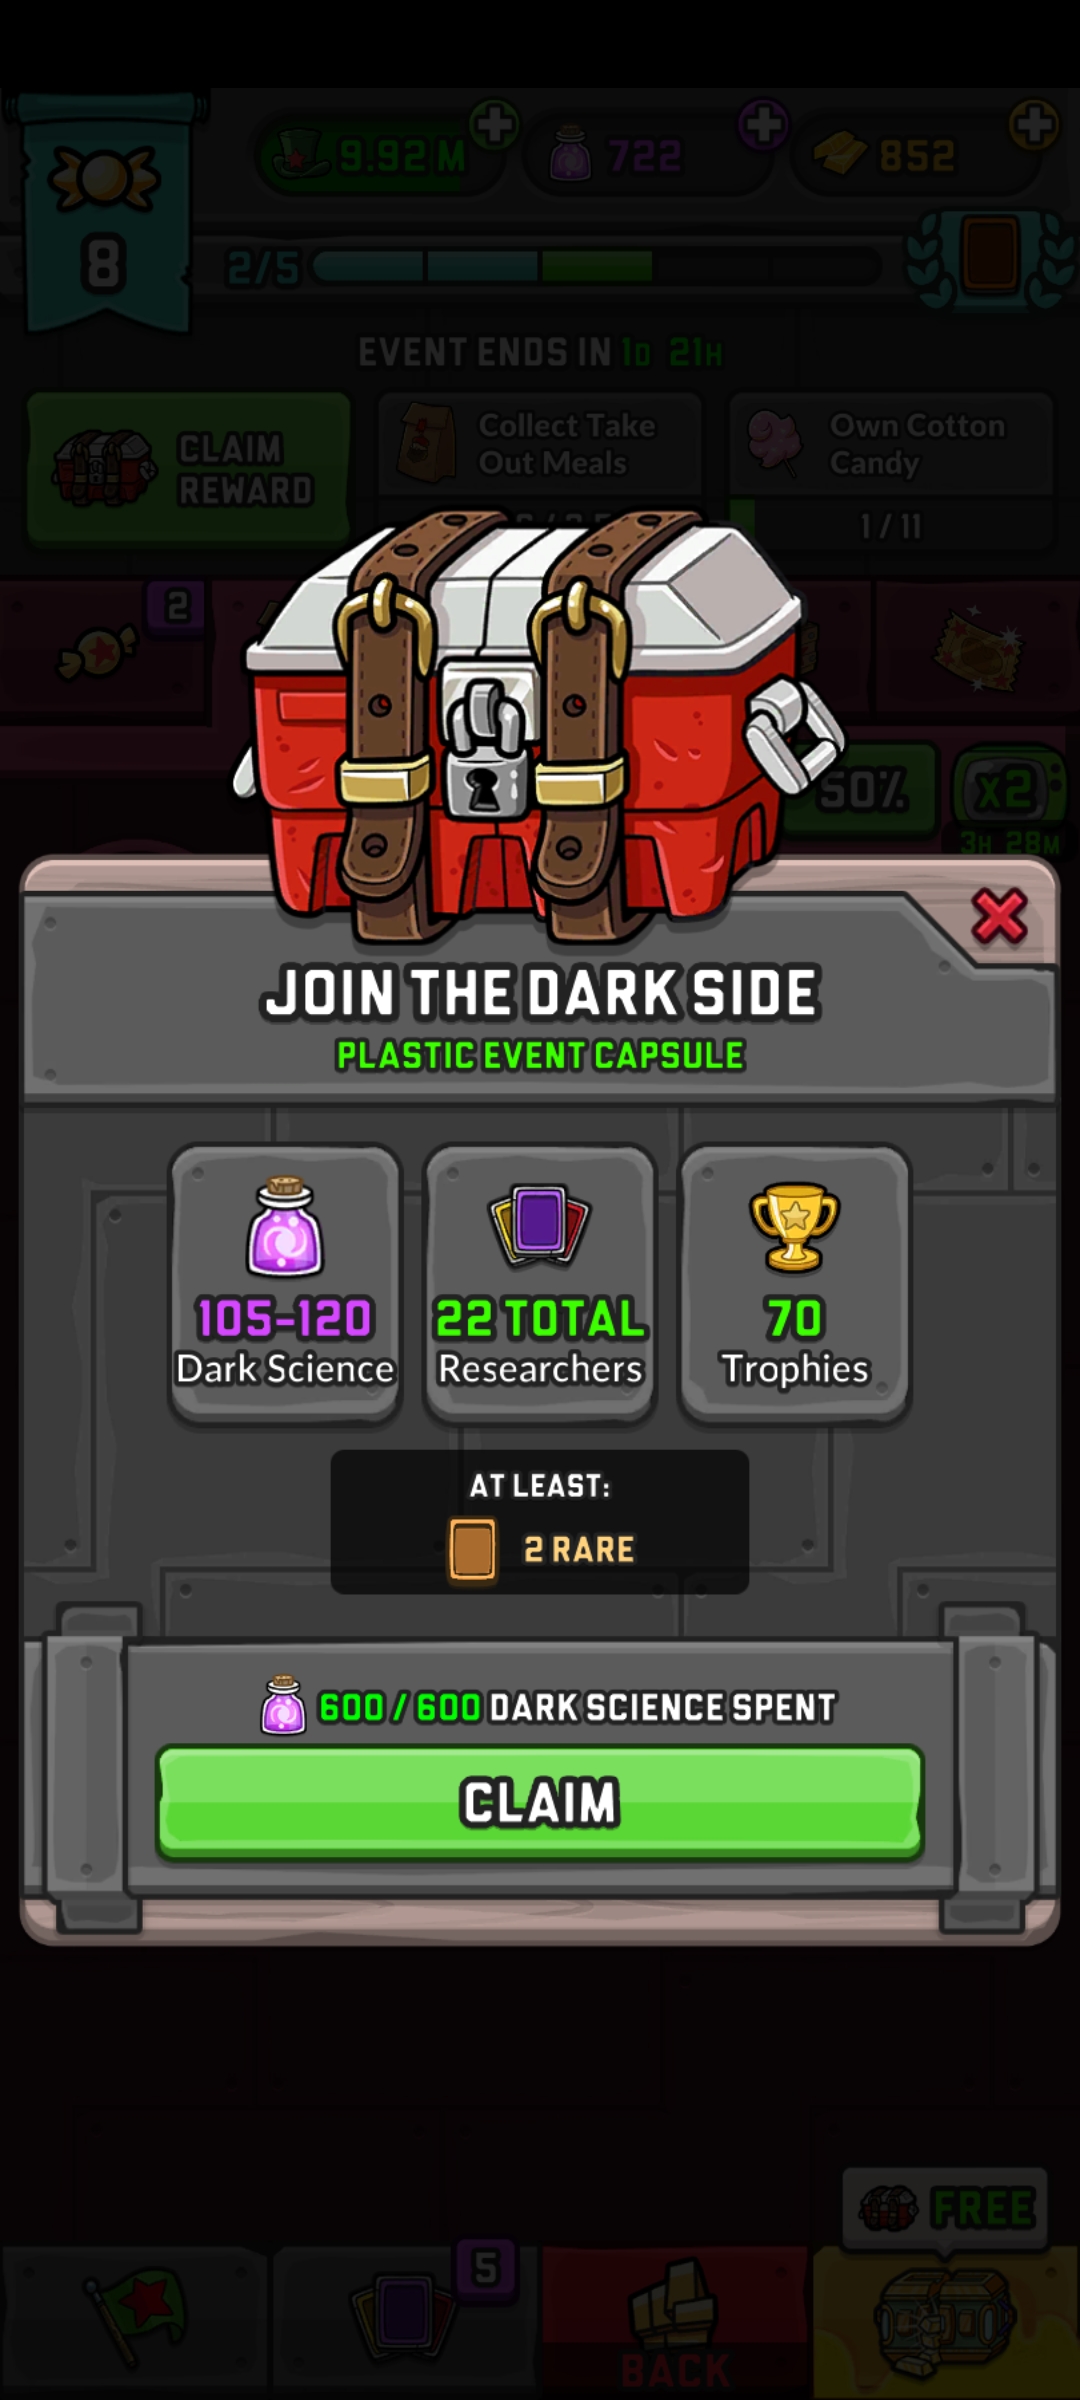 9.92 M
722
852
8
2/5
EVENT ENDS IN 1D 21H
CLAIM
REWARD
Collect Take
Out Meals
Own Cotton
Candy
1 / 11
2
50%
x2
3H 28M
JOIN THE DARK SIDE
PLASTIC EVENT CAPSULE
105-120
Dark Science
22 TOTAL
Researchers
70
Trophies
AT LEAST:
2 RARE
600 / 600 DARK SCIENCE SPENT
CLAIM
FREE
5
BACK